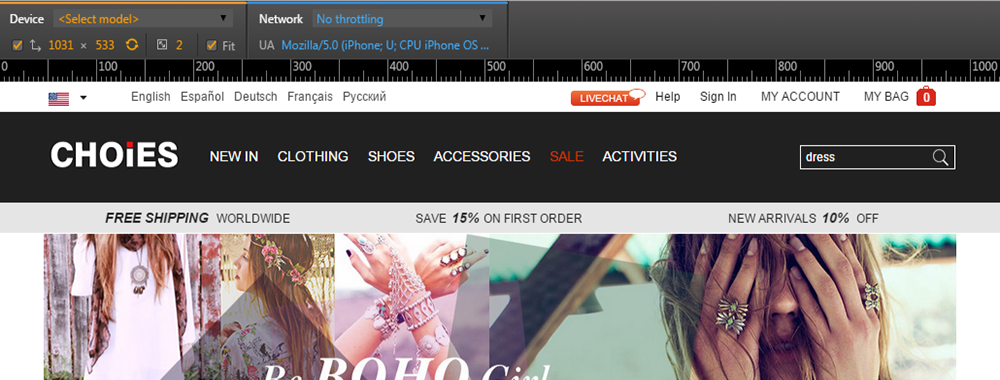 Device <Select model> Network No throttling
1031 × 533 2 Fit UA Mozilla/5.0 (iPhone; U; CPU iPhone OS ...
0 100 200 300 400 500 600 700 800 900 1000
English Español Deutsch Français Русский LIVECHAT Help Sign In MY ACCOUNT MY BAG 0
CHOiES NEW IN CLOTHING SHOES ACCESSORIES SALE ACTIVITIES dress
FREE SHIPPING WORLDWIDE SAVE 15% ON FIRST ORDER NEW ARRIVALS 10% OFF
Be BOHO Girl